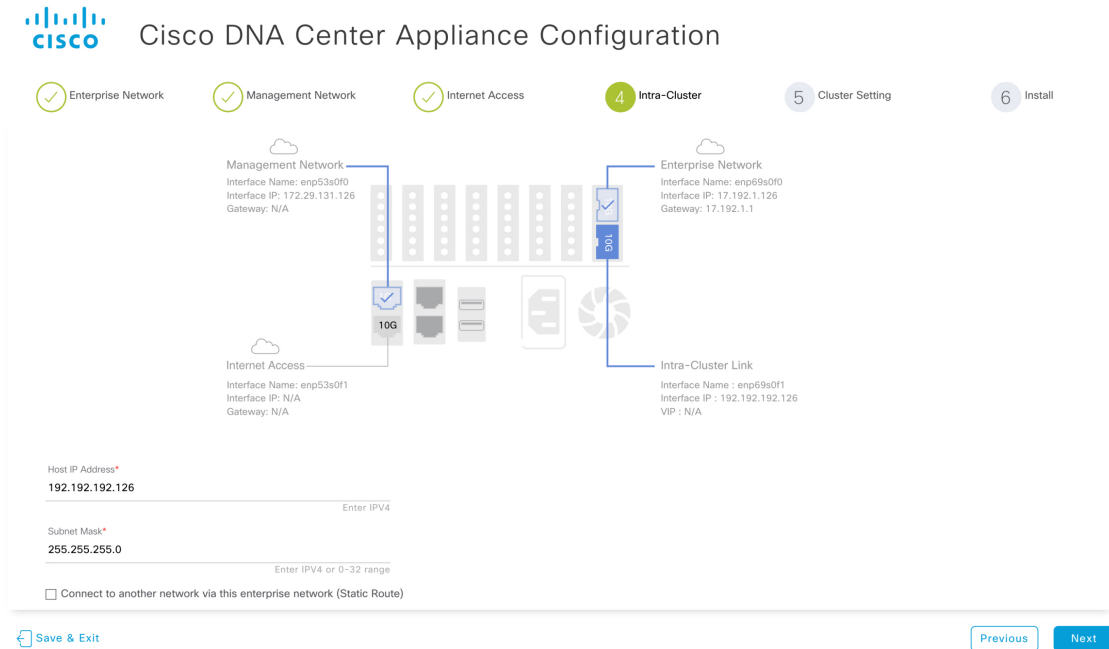 CISCO
Cisco DNA Center Appliance Configuration
Enterprise Network
Management Network
Internet Access
4 Intra-Cluster
5 Cluster Setting
6 Install
Management Network
Interface Name: enp53s0f0
Interface IP: 172.29.131.126
Gateway: N/A
Enterprise Network
Interface Name: enp69s0f0
Interface IP: 17.192.1.126
Gateway: 17.192.1.1
10G
10G
Internet Access
Interface Name: enp53s0f1
Interface IP: N/A
Gateway: N/A
Intra-Cluster Link
Interface Name : enp69s0f1
Interface IP : 192.192.192.126
VIP : N/A
Host IP Address*
192.192.192.126
Enter IPV4
Subnet Mask*
255.255.255.0
Enter IPV4 or 0-32 range
Connect to another network via this enterprise network (Static Route)
Save & Exit
Previous
Next